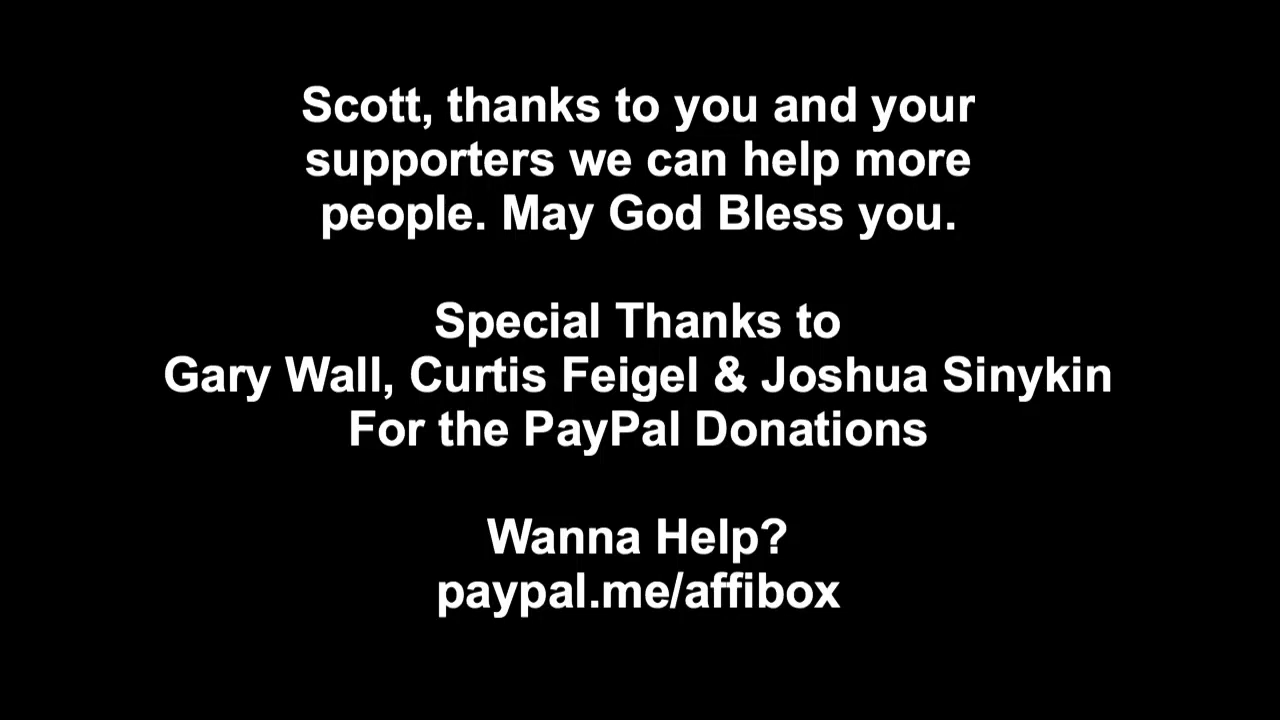 Scott, thanks to you and your
supporters we can help more
people. May God Bless you.
Special Thanks to
Gary Wall, Curtis Feigel & Joshua Sinykin
For the PayPal Donations
Wanna Help?
paypal.me/affibox